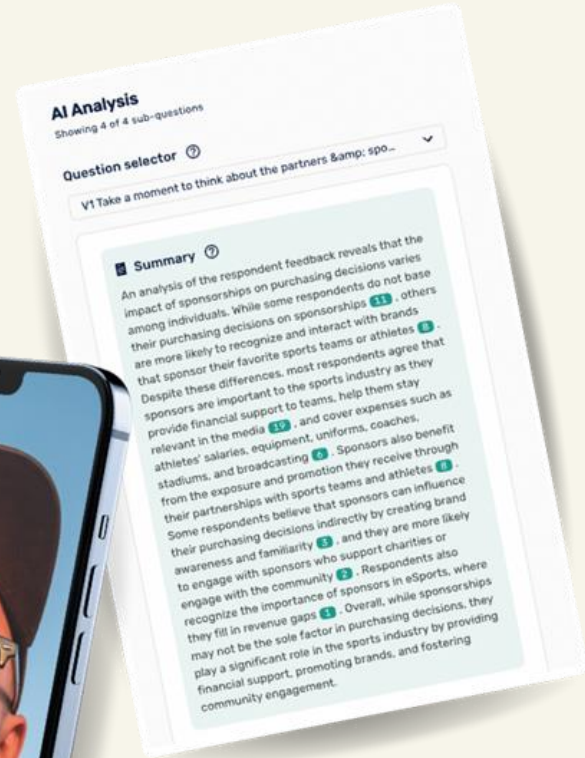 AI Analysis
Showing 4 of 4 sub-questions
Question selector ?
V1 Take a moment to think about the partners &amp; spo...
Summary ?
An analysis of the respondent feedback reveals that the
impact of sponsorships on purchasing decisions varies
among individuals. While some respondents do not base
their purchasing decisions on sponsorships 11 , others
are more likely to recognize and interact with brands
that sponsor their favorite sports teams or athletes 8 .
Despite these differences, most respondents agree that
sponsors are important to the sports industry as they
provide financial support to teams, help them stay
relevant in the media 19 , and cover expenses such as
athletes' salaries, equipment, uniforms, coaches,
stadiums, and broadcasting 6 . Sponsors also benefit
from the exposure and promotion they receive through
their partnerships with sports teams and athletes 8 .
Some respondents believe that sponsors can influence
their purchasing decisions indirectly by creating brand
awareness and familiarity 3 , and they are more likely
to engage with sponsors who support charities or
engage with the community 2 . Respondents also
recognize the importance of sponsors in eSports, where
they fill in revenue gaps 1 . Overall, while sponsorships
may not be the sole factor in purchasing decisions, they
play a significant role in the sports industry by providing
financial support, promoting brands, and fostering
community engagement.